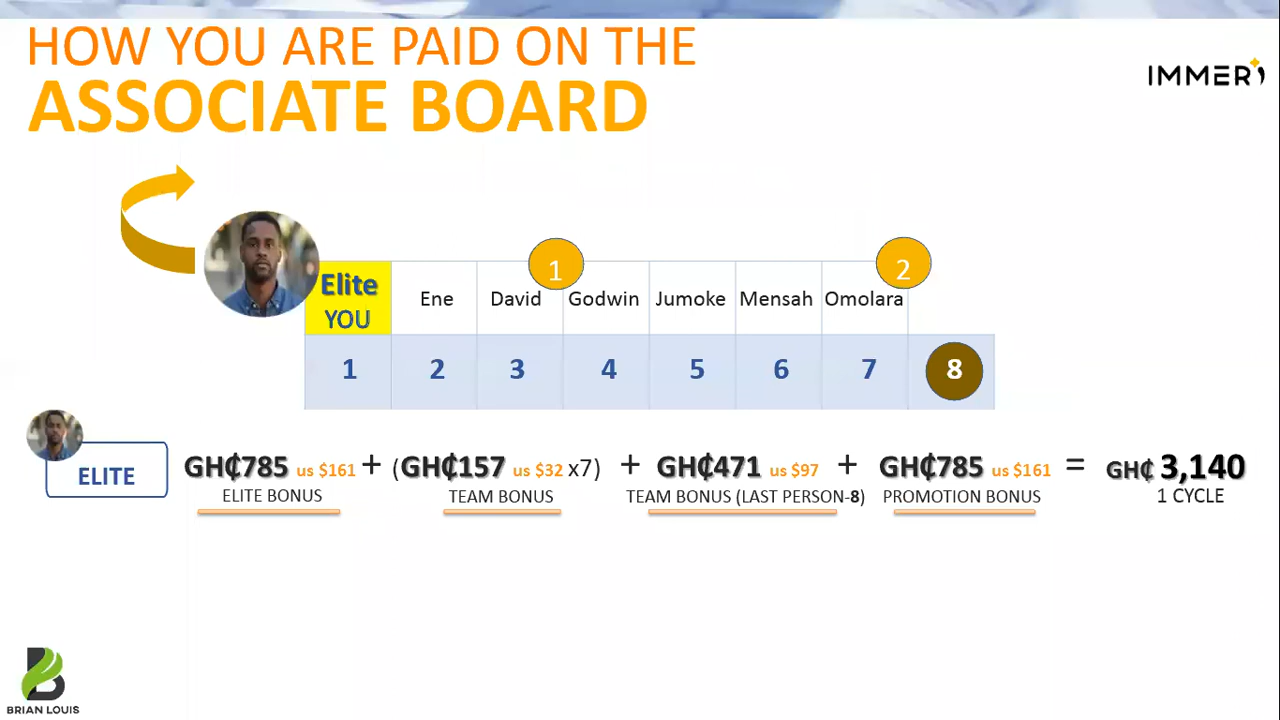 HOW YOU ARE PAID ON THE
ASSOCIATE BOARD
IMMERI
1
2
Elite
YOU
Ene
David
Godwin
Jumoke
Mensah
Omolara
1
2
3
4
5
6
7
8
ELITE
GH₵785 us $161 + (GH₵157 us $32 x7) + GH₵471 us $97 + GH₵785 us $161 = GH₵ 3,140
ELITE BONUS
TEAM BONUS
TEAM BONUS (LAST PERSON-8)
PROMOTION BONUS
1 CYCLE
BRIAN LOUIS